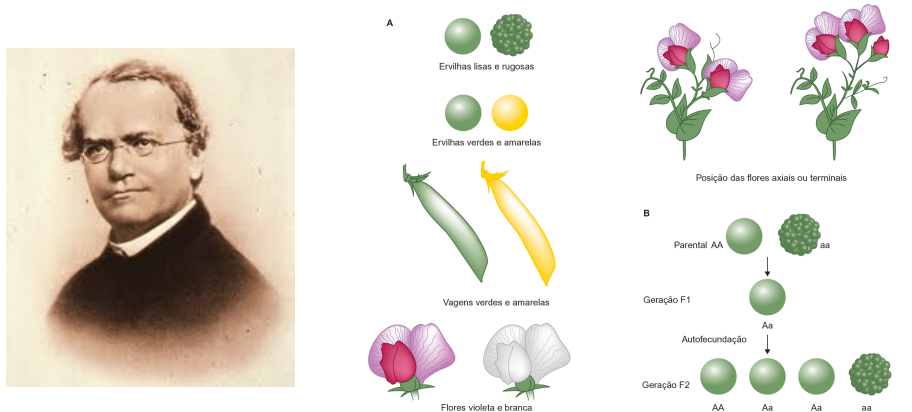 A
Ervilhas lisas e rugosas
Ervilhas verdes e amarelas
Vagens verdes e amarelas
Flores violeta e branca
Posição das flores axiais ou terminais
B
Parental AA
aa
Geração F1
Aa
Autofecundação
Geração F2
AA Aa Aa aa